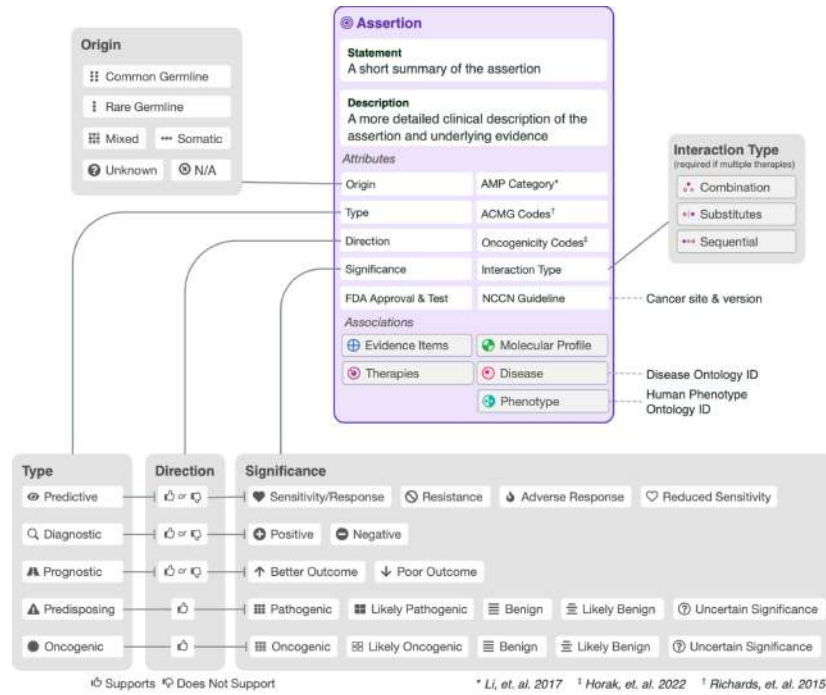 Origin
Common Germline
Rare Germline
Mixed
Somatic
Unknown
N/A
Assertion
Statement
A short summary of the assertion
Description
A more detailed clinical description of the
assertion and underlying evidence
Attributes
Origin
AMP Category*
Type
ACMG Codes†
Direction
Oncogenicity Codes‡
Significance
Interaction Type
FDA Approval & Test
NCCN Guideline
Associations
Evidence Items
Molecular Profile
Therapies
Disease
Phenotype
Interaction Type
(required if multiple therapies)
Combination
Substitutes
Sequential
Cancer site & version
Disease Ontology ID
Human Phenotype
Ontology ID
Type
Direction
Significance
Predictive
or
Sensitivity/Response
Resistance
Adverse Response
Reduced Sensitivity
Diagnostic
or
Positive
Negative
Prognostic
or
Better Outcome
Poor Outcome
Predisposing
Pathogenic
Likely Pathogenic
Benign
Likely Benign
Uncertain Significance
Oncogenic
Oncogenic
Likely Oncogenic
Benign
Likely Benign
Uncertain Significance
Supports
Does Not Support
* Li, et. al. 2017
‡ Horak, et. al. 2022
† Richards, et. al. 2015